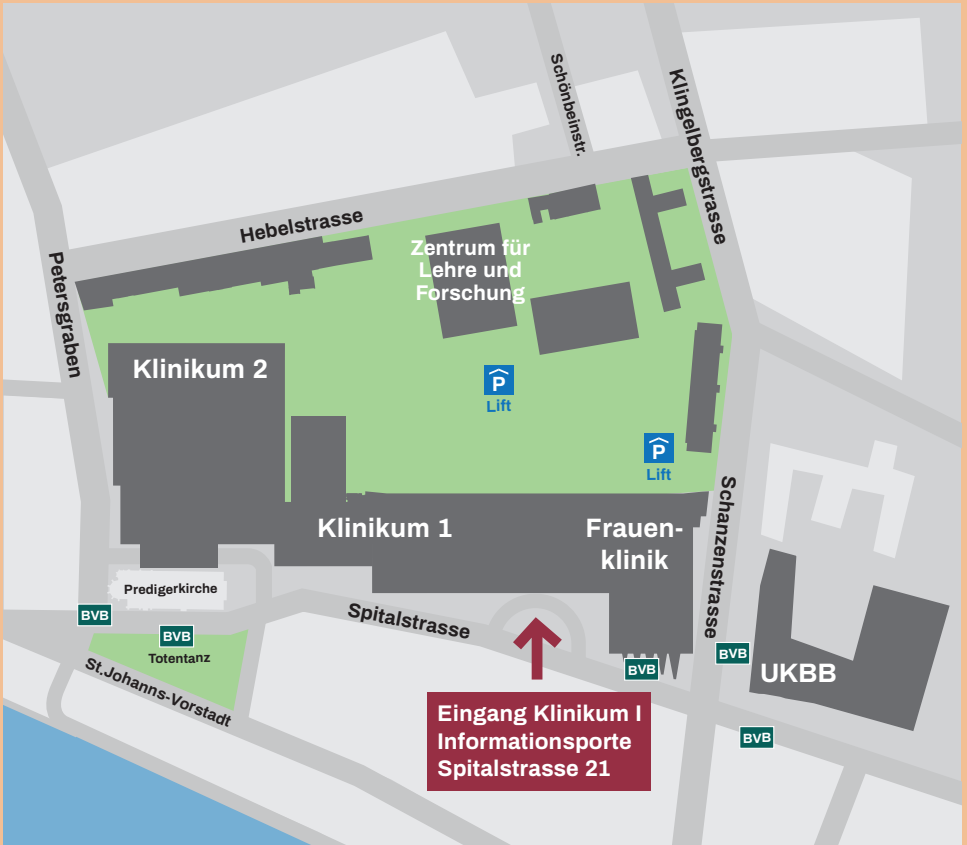 Schönbeinstr.
Klingelbergstrasse
Hebelstrasse
Petersgraben
Zentrum für
Lehre und
Forschung
Klinikum 2
P
Lift
P
Lift
Klinikum 1
Frauen-
klinik
Schanzenstrasse
Predigerkirche
BVB
BVB
Totentanz
Spitalstrasse
St.Johanns-Vorstadt
BVB
BVB
UKBB
BVB
Eingang Klinikum I
Informationsporte
Spitalstrasse 21